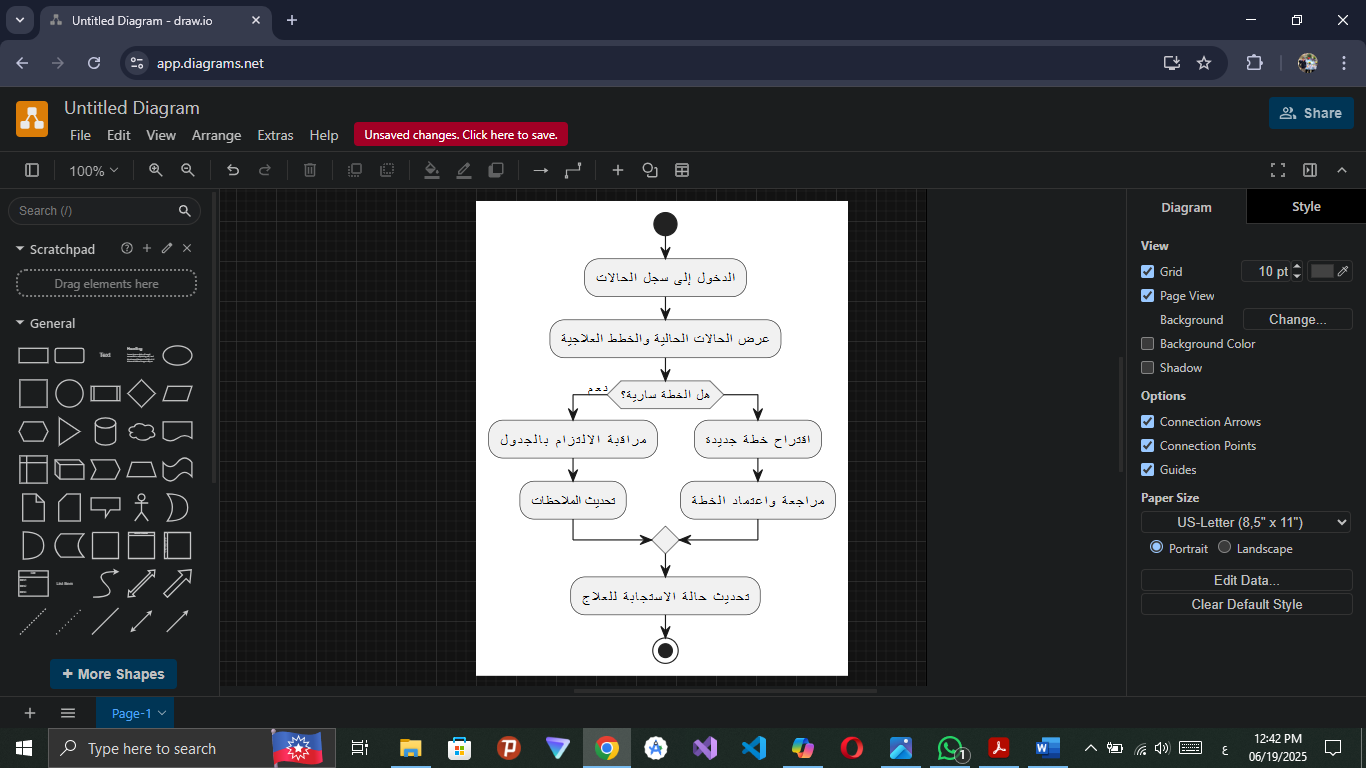 Untitled Diagram - draw.io
app.diagrams.net
Untitled Diagram
File Edit View Arrange Extras Help
Unsaved changes. Click here to save.
Share
100%
Search (/)
Scratchpad
Drag elements here
General
Text
Heading
List Item
+ More Shapes
الدخول إلى سجل الحالات
عرض الحالات الحالية والخطط العلاجية
هل الخطة سارية؟
نعم
مراقبة الالتزام بالجدول
اقتراح خطة جديدة
تحديث الملاحظات
مراجعة واعتماد الخطة
تحديث حالة الاستجابة للعلاج
Diagram
Style
View
Grid
10 pt
Page View
Background
Change...
Background Color
Shadow
Options
Connection Arrows
Connection Points
Guides
Paper Size
US-Letter (8,5" x 11")
Portrait
Landscape
Edit Data...
Clear Default Style
Page-1
Type here to search
1
ع
12:42 PM
06/19/2025